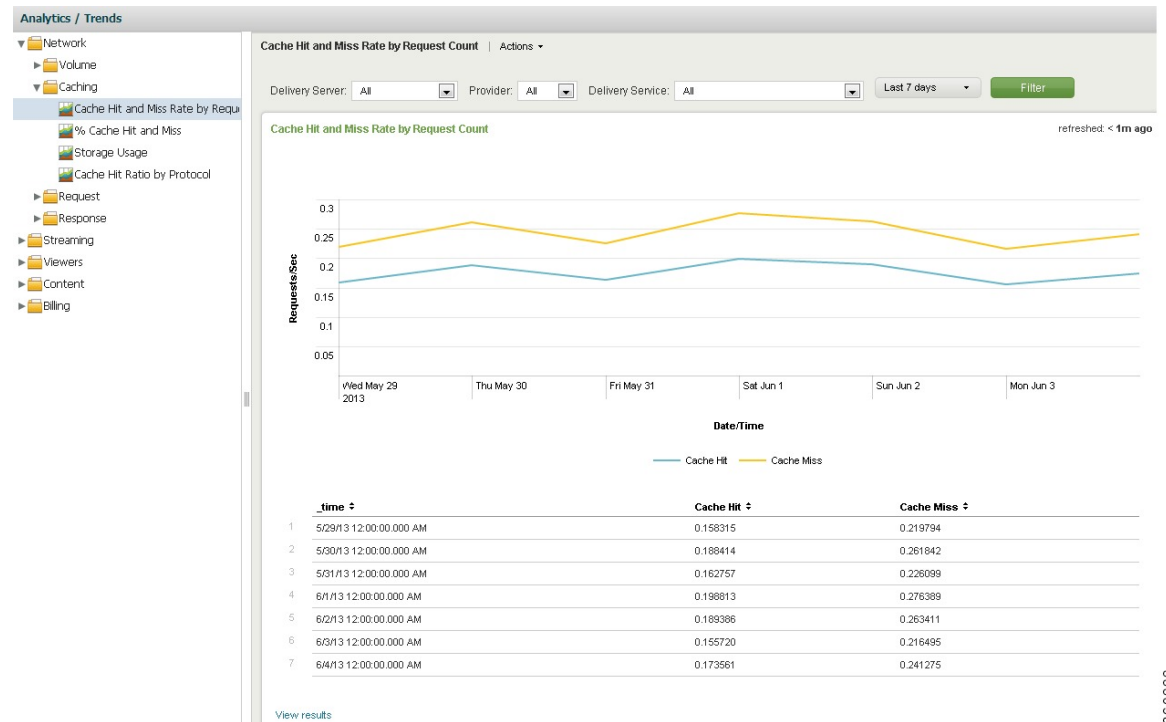 Analytics / Trends
Network
Volume
Caching
Cache Hit and Miss Rate by Requ
% Cache Hit and Miss
Storage Usage
Cache Hit Ratio by Protocol
Request
Response
Streaming
Viewers
Content
Billing
Cache Hit and Miss Rate by Request Count | Actions
Delivery Server: All Provider: All Delivery Service: All Last 7 days Filter
Cache Hit and Miss Rate by Request Count refreshed: < 1m ago
0.3
0.25
0.2
0.15
0.1
0.05
Requests/Sec
Wed May 29 Thu May 30 Fri May 31 Sat Jun 1 Sun Jun 2 Mon Jun 3
2013
Date/Time
Cache Hit Cache Miss
_time Cache Hit Cache Miss
1 5/29/13 12:00:00.000 AM 0.158315 0.219794
2 5/30/13 12:00:00.000 AM 0.188414 0.261842
3 5/31/13 12:00:00.000 AM 0.162757 0.226099
4 6/1/13 12:00:00.000 AM 0.198813 0.276389
5 6/2/13 12:00:00.000 AM 0.189386 0.263411
6 6/3/13 12:00:00.000 AM 0.155720 0.216495
7 6/4/13 12:00:00.000 AM 0.173561 0.241275
View results